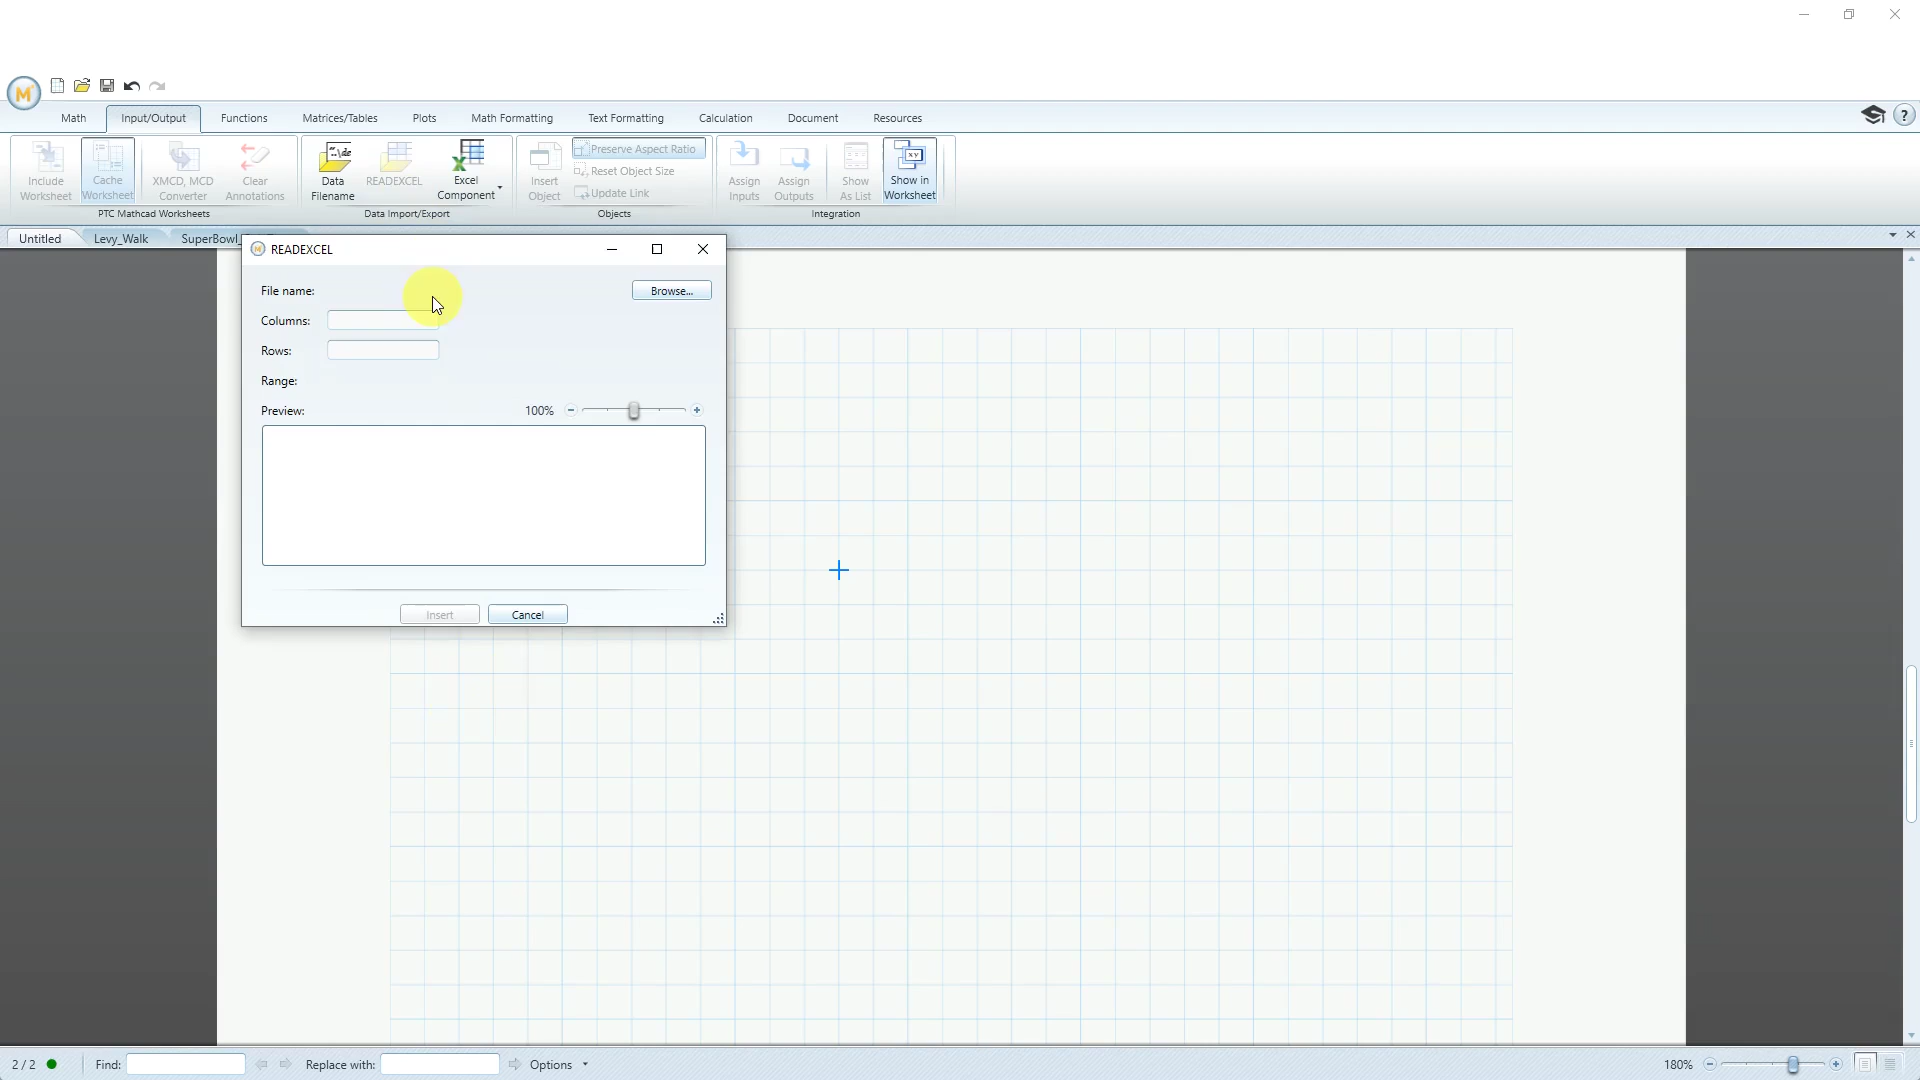 Math Input/Output Functions Matrices/Tables Plots Math Formatting Text Formatting Calculation Document Resources ?
Include Worksheet
Cache Worksheet
XMCD, MCD Converter
Clear Annotations
Data Filename
READEXCEL
Excel Component
Insert Object
Preserve Aspect Ratio
Reset Object Size
Update Link
Assign Inputs
Assign Outputs
Show As List
Show in Worksheet
PTC Mathcad Worksheets Data Import/Export Objects Integration
Untitled Levy_Walk SuperBowl_
READEXCEL
File name: Browse...
Columns:
Rows:
Range:
Preview: 100%
Insert Cancel
2 / 2 Find: Replace with: Options 180%